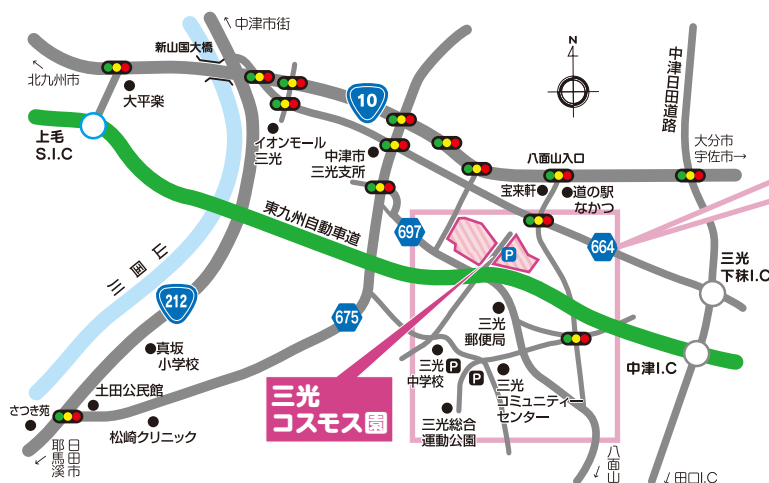 中津市街
新山国大橋
北九州市
大平楽
10
上毛
S.I.C
イオンモール
三光
中津市
三光支所
N
中津日田道路
大分市
宇佐市
八面山入口
宝来軒
道の駅
なかつ
東九州自動車道
697
P
664
三光
下秣I.C
山国川
212
675
三光
郵便局
真坂
小学校
三光
中学校
P
P
三光
コミュニティー
センター
中津I.C
三光
コスモス園
土田公民館
さつき苑
松崎クリニック
三光総合
運動公園
日田市
耶馬溪
八面山
田口I.C